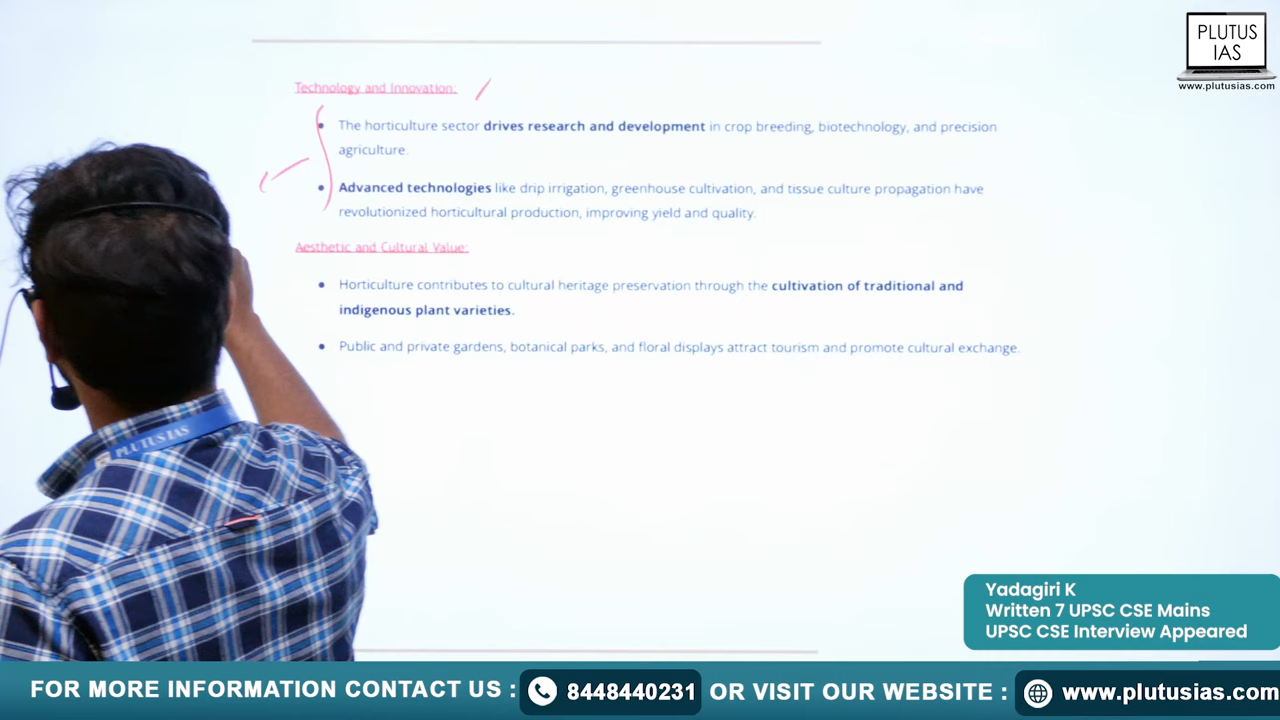 PLUTUS
IAS
www.plutusias.com
Technology and Innovation:
The horticulture sector drives research and development in crop breeding, biotechnology, and precision
agriculture.
Advanced technologies like drip irrigation, greenhouse cultivation, and tissue culture propagation have
revolutionized horticultural production, improving yield and quality.
Aesthetic and Cultural Value:
Horticulture contributes to cultural heritage preservation through the cultivation of traditional and
indigenous plant varieties.
Public and private gardens, botanical parks, and floral displays attract tourism and promote cultural exchange.
PLUTUS IAS
Yadagiri K
Written 7 UPSC CSE Mains
UPSC CSE Interview Appeared
FOR MORE INFORMATION CONTACT US : 8448440231 OR VISIT OUR WEBSITE : www.plutusias.com